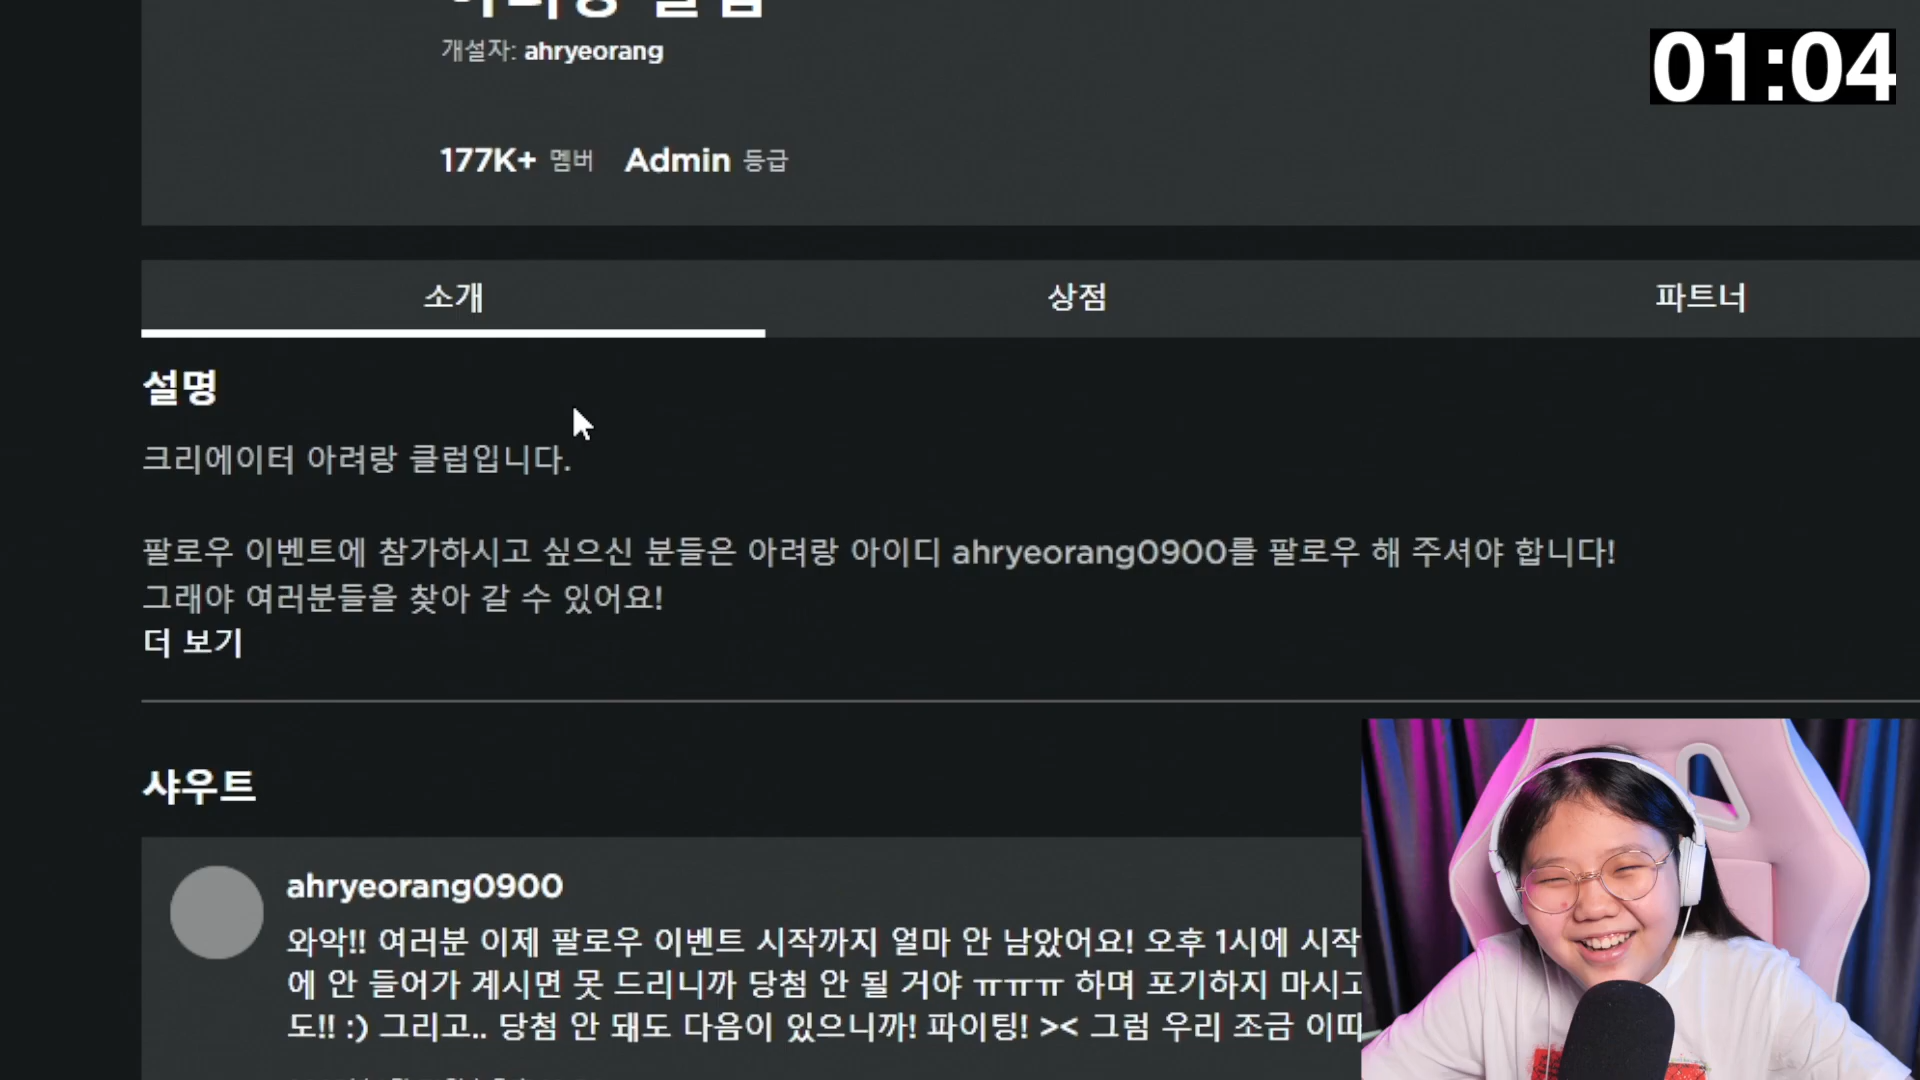 개설자: ahryeorang
01:04
177K+ 멤버 Admin 등급
소개 상점 파트너
설명
크리에이터 아려랑 클럽입니다.
팔로우 이벤트에 참가하시고 싶으신 분들은 아려랑 아이디 ahryeorang0900를 팔로우 해 주셔야 합니다!
그래야 여러분들을 찾아 갈 수 있어요!
더 보기
샤우트
ahryeorang0900
와악!! 여러분 이제 팔로우 이벤트 시작까지 얼마 안 남았어요! 오후 1시에 시작
에 안 들어가 계시면 못 드리니까 당첨 안 될 거야 ㅠㅠㅠ 하며 포기하지 마시고
도!! :) 그리고.. 당첨 안 돼도 다음이 있으니까! 파이팅! >< 그럼 우리 조금 이따